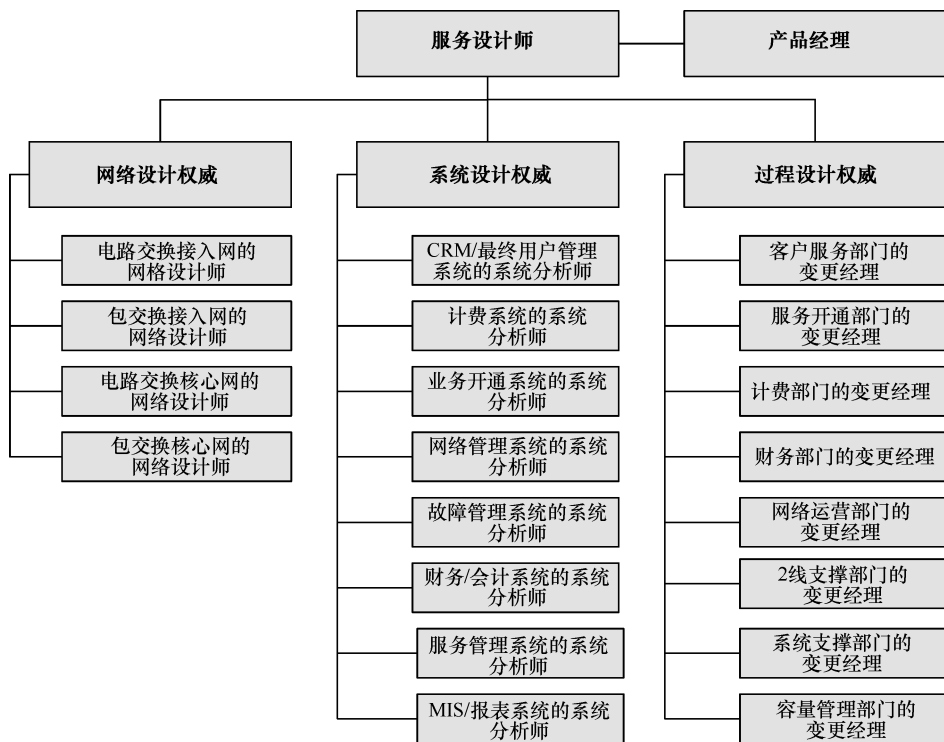 服务设计师
产品经理
网络设计权威
电路交换接入网的
网格设计师
包交换接入网的
网络设计师
电路交换核心网的
网络设计师
包交换核心网的
网络设计师
系统设计权威
CRM/最终用户管理
系统的系统分析师
计费系统的系统
分析师
业务开通系统的系统
分析师
网络管理系统的系统
分析师
故障管理系统的系统
分析师
财务/会计系统的系统
分析师
服务管理系统的系统
分析师
MIS/报表系统的系统
分析师
过程设计权威
客户服务部门的
变更经理
服务开通部门的
变更经理
计费部门的变更经理
财务部门的变更经理
网络运营部门的
变更经理
2线支撑部门的
变更经理
系统支撑部门的
变更经理
容量管理部门的
变更经理